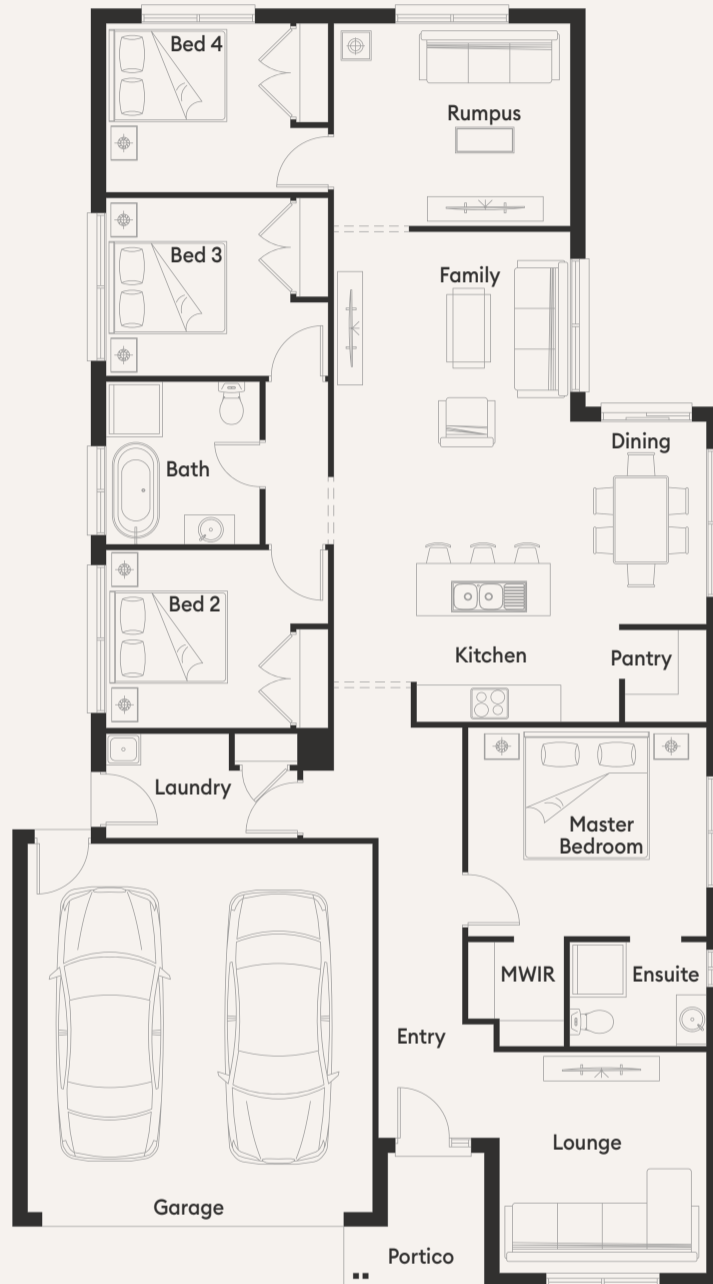 Bed 4
Rumpus
Bed 3
Family
Dining
Bath
Bed 2
Kitchen
Pantry
Laundry
Master
Bedroom
MWIR
Ensuite
Entry
Lounge
Garage
Portico